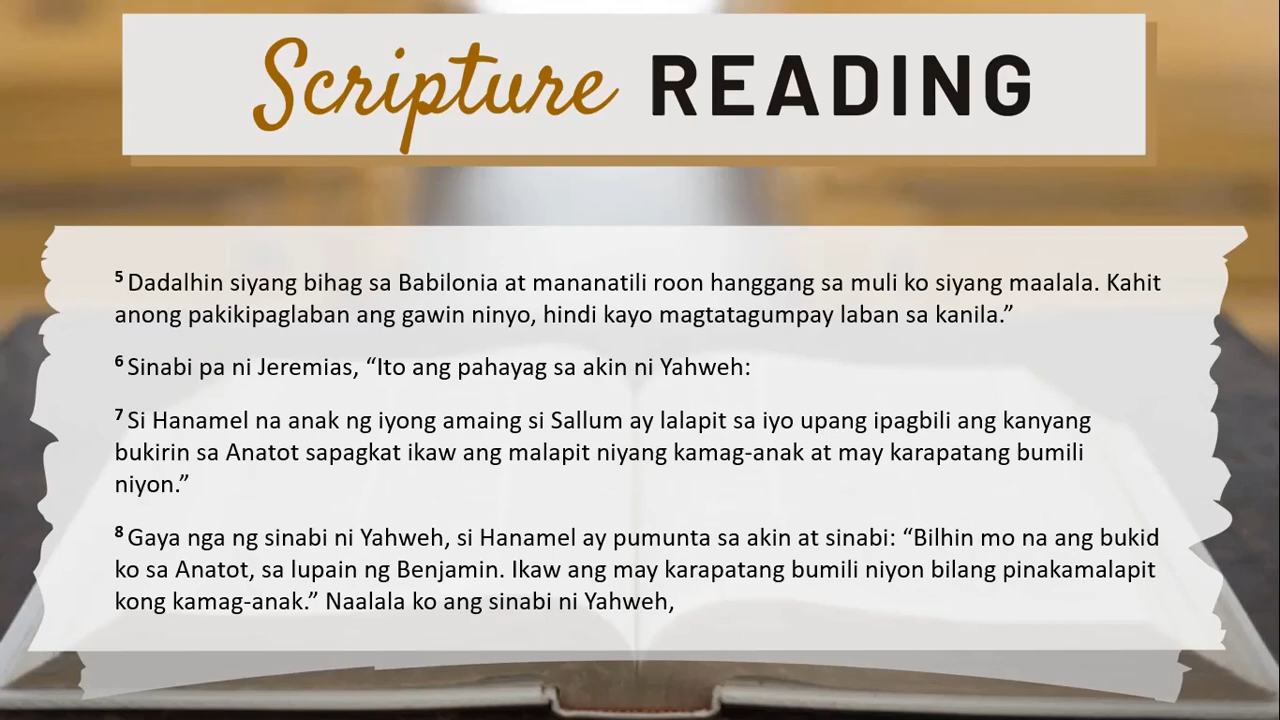 Scripture READING
5 Dadalhin siyang bihag sa Babilonia at mananatili roon hanggang sa muli ko siyang maalala. Kahit
anong pakikipaglaban ang gawin ninyo, hindi kayo magtatagumpay laban sa kanila.”
6 Sinabi pa ni Jeremias, “Ito ang pahayag sa akin ni Yahweh:
7 Si Hanamel na anak ng iyong amaing si Sallum ay lalapit sa iyo upang ipagbili ang kanyang
bukirin sa Anatot sapagkat ikaw ang malapit niyang kamag-anak at may karapatang bumili
niyon.”
8 Gaya nga ng sinabi ni Yahweh, si Hanamel ay pumunta sa akin at sinabi: “Bilhin mo na ang bukid
ko sa Anatot, sa lupain ng Benjamin. Ikaw ang may karapatang bumili niyon bilang pinakamalapit
kong kamag-anak.” Naalala ko ang sinabi ni Yahweh,